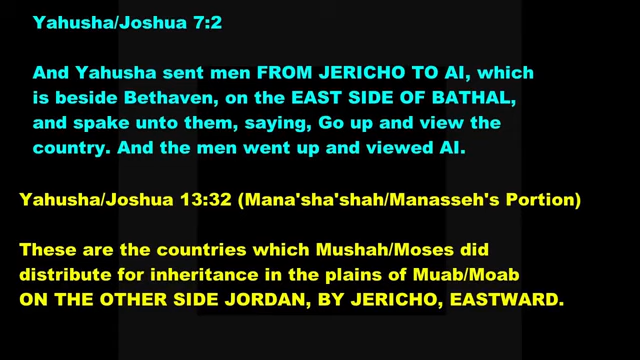 Yahusha/Joshua 7:2
And Yahusha sent men FROM JERICHO TO AI, which
is beside Bethaven, on the EAST SIDE OF BATHAL,
and spake unto them, saying, Go up and view the
country. And the men went up and viewed AI.
Yahusha/Joshua 13:32 (Mana'sha'shah/Manasseh's Portion)
These are the countries which Mushah/Moses did
distribute for inheritance in the plains of Muab/Moab
ON THE OTHER SIDE JORDAN, BY JERICHO, EASTWARD.